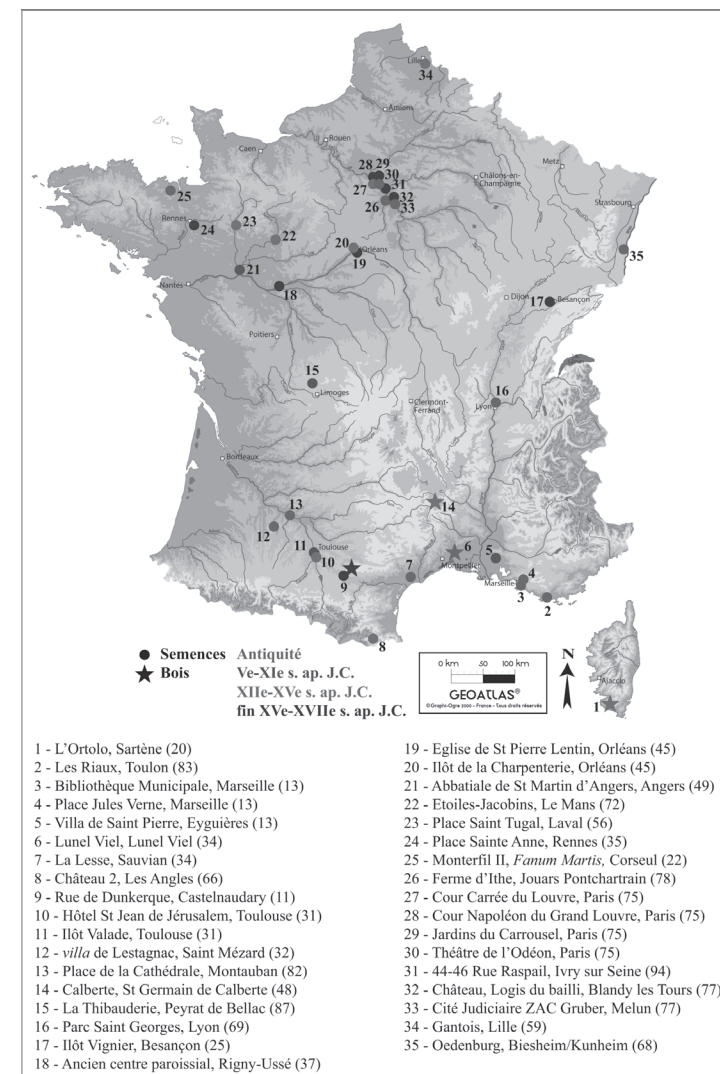 Lille
34
Amiens
Rouen
Caen
28
29
30
31
27
32
26
33
Châlons-en-
Champagne
Metz
Strasbourg
25
Rennes
24
23
22
20
Orléans
19
35
21
Nantes
18
Dijon
17
Besançon
Poitiers
15
Limoges
Clermont-
Ferrand
16
Lyon
Bordeaux
14
13
12
11
Toulouse
10
9
6
Montpellier
7
5
4
Marseille
3
2
8
Ajaccio
1
Semences Antiquité
Bois Ve-XIe s. ap. J.C.
XIIe-XVe s. ap. J.C.
fin XVe-XVIIe s. ap. J.C.
0 km 50 100 km
GEOATLAS®
©Graphi-Ogre 2000 - France - Tous droits réservés
N
1 - L’Ortolo, Sartène (20)
2 - Les Riaux, Toulon (83)
3 - Bibliothèque Municipale, Marseille (13)
4 - Place Jules Verne, Marseille (13)
5 - Villa de Saint Pierre, Eyguières (13)
6 - Lunel Viel, Lunel Viel (34)
7 - La Lesse, Sauvian (34)
8 - Château 2, Les Angles (66)
9 - Rue de Dunkerque, Castelnaudary (11)
10 - Hôtel St Jean de Jérusalem, Toulouse (31)
11 - Ilôt Valade, Toulouse (31)
12 - villa de Lestagnac, Saint Mézard (32)
13 - Place de la Cathédrale, Montauban (82)
14 - Calberte, St Germain de Calberte (48)
15 - La Thibauderie, Peyrat de Bellac (87)
16 - Parc Saint Georges, Lyon (69)
17 - Ilôt Vignier, Besançon (25)
18 - Ancien centre paroissial, Rigny-Ussé (37)
19 - Eglise de St Pierre Lentin, Orléans (45)
20 - Ilôt de la Charpenterie, Orléans (45)
21 - Abbatiale de St Martin d’Angers, Angers (49)
22 - Etoiles-Jacobins, Le Mans (72)
23 - Place Saint Tugal, Laval (56)
24 - Place Sainte Anne, Rennes (35)
25 - Monterfil II, Fanum Martis, Corseul (22)
26 - Ferme d’Ithe, Jouars Pontchartrain (78)
27 - Cour Carrée du Louvre, Paris (75)
28 - Cour Napoléon du Grand Louvre, Paris (75)
29 - Jardins du Carrousel, Paris (75)
30 - Théâtre de l’Odéon, Paris (75)
31 - 44-46 Rue Raspail, Ivry sur Seine (94)
32 - Château, Logis du bailli, Blandy les Tours (77)
33 - Cité Judiciaire ZAC Gruber, Melun (77)
34 - Gantois, Lille (59)
35 - Oedenburg, Biesheim/Kunheim (68)